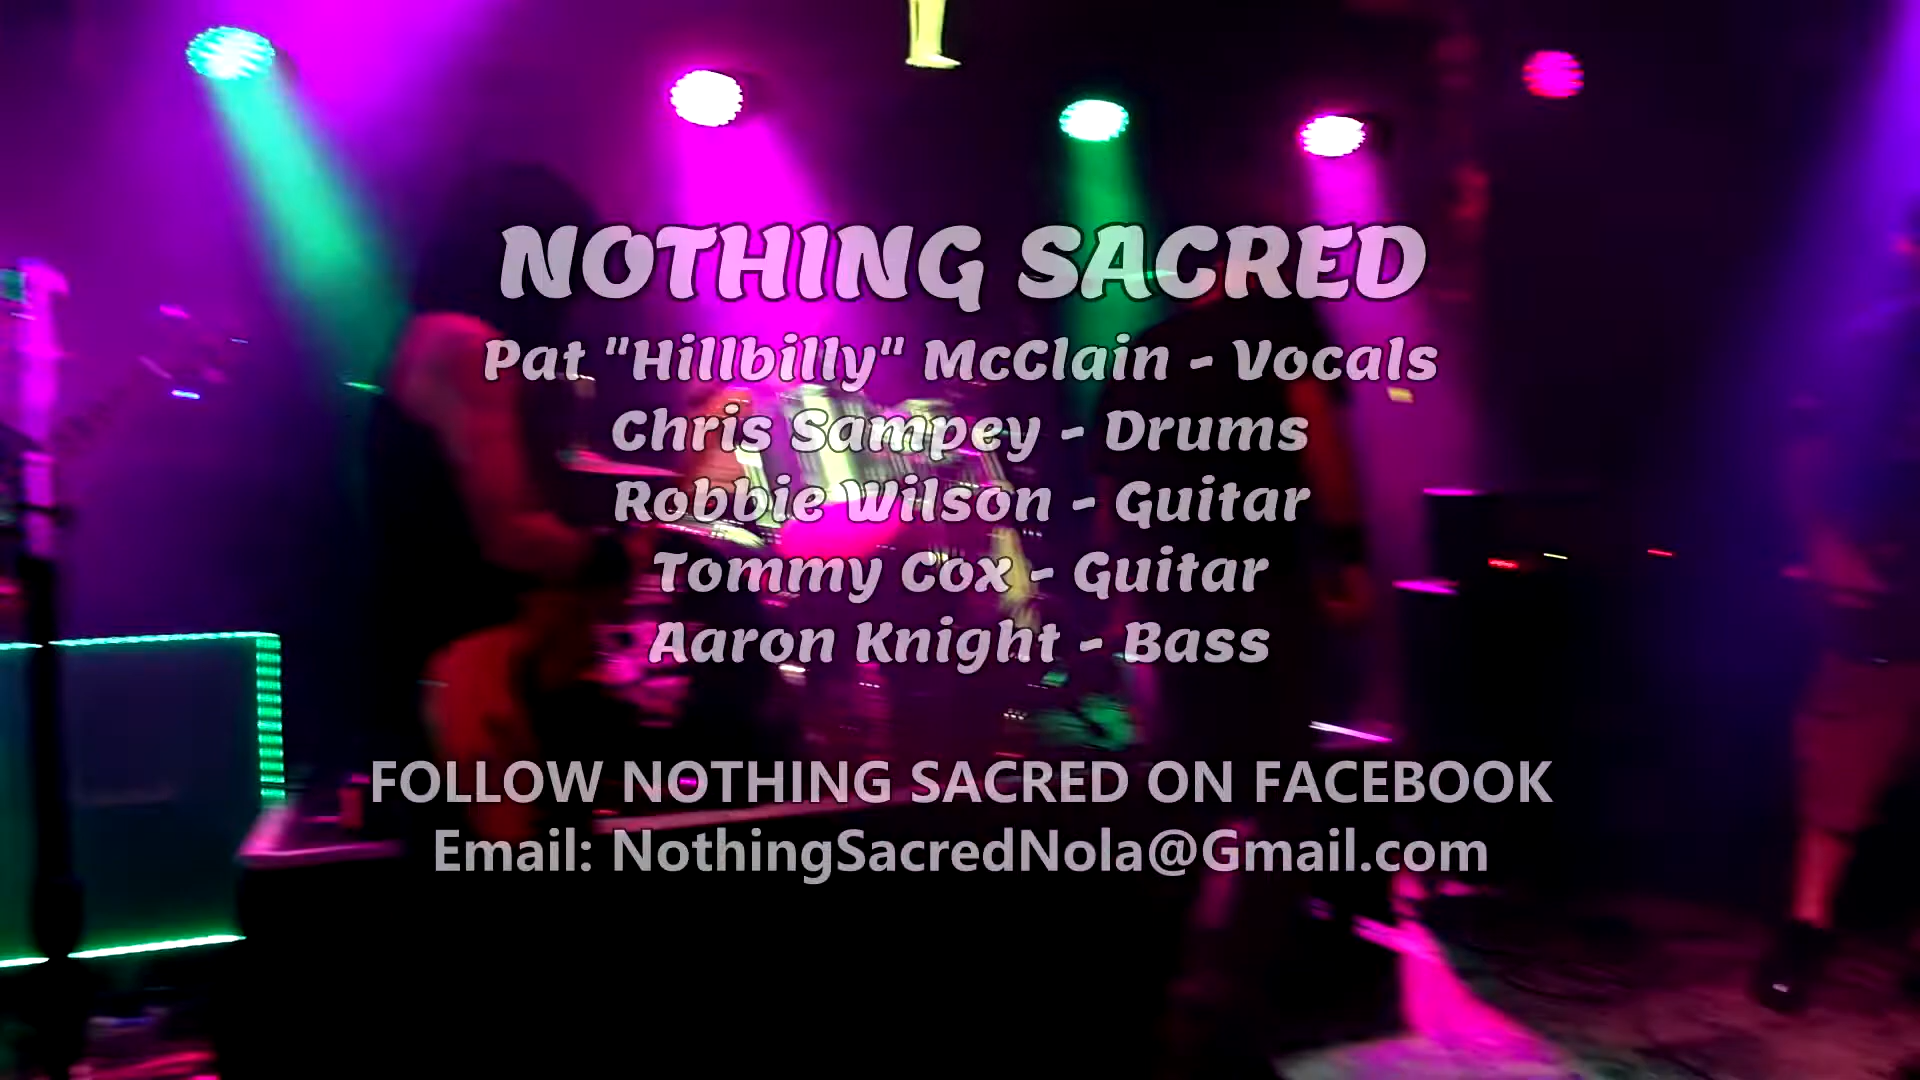 NOTHING SACRED
Pat "Hillbilly" McClain - Vocals
Chris Sampey - Drums
Robbie Wilson - Guitar
Tommy Cox - Guitar
Aaron Knight - Bass
FOLLOW NOTHING SACRED ON FACEBOOK
Email: NothingSacredNola@Gmail.com